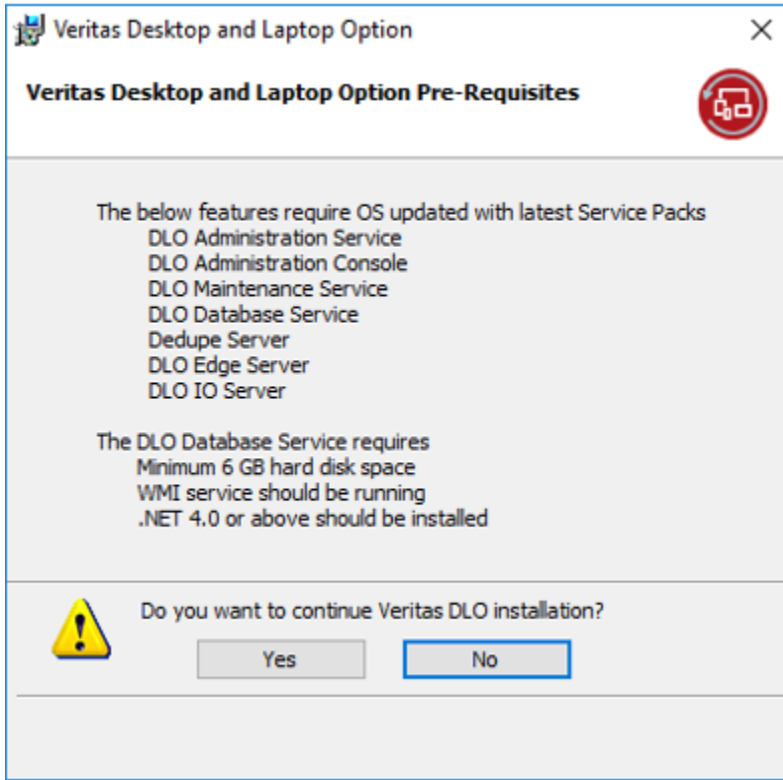 Veritas Desktop and Laptop Option
Veritas Desktop and Laptop Option Pre-Requisites
The below features require OS updated with latest Service Packs
DLO Administration Service
DLO Administration Console
DLO Maintenance Service
DLO Database Service
Dedupe Server
DLO Edge Server
DLO IO Server
The DLO Database Service requires
Minimum 6 GB hard disk space
WMI service should be running
.NET 4.0 or above should be installed
Do you want to continue Veritas DLO installation?
Yes
No